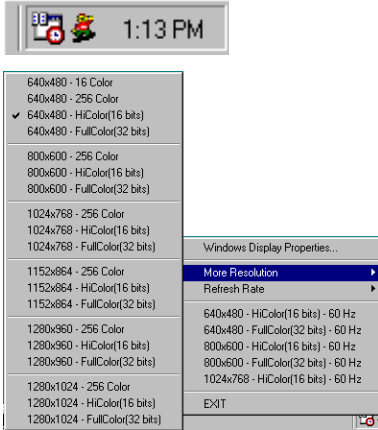 1:13 PM
640x480 - 16 Color
640x480 - 256 Color
640x480 - HiColor(16 bits)
640x480 - FullColor(32 bits)
800x600 - 256 Color
800x600 - HiColor(16 bits)
800x600 - FullColor(32 bits)
1024x768 - 256 Color
1024x768 - HiColor(16 bits)
1024x768 - FullColor(32 bits)
1152x864 - 256 Color
1152x864 - HiColor(16 bits)
1152x864 - FullColor(32 bits)
1280x960 - 256 Color
1280x960 - HiColor(16 bits)
1280x960 - FullColor(32 bits)
1280x1024 - 256 Color
1280x1024 - HiColor(16 bits)
1280x1024 - FullColor(32 bits)
Windows Display Properties...
More Resolution
Refresh Rate
640x480 - HiColor(16 bits) - 60 Hz
640x480 - FullColor(32 bits) - 60 Hz
800x600 - HiColor(16 bits) - 60 Hz
800x600 - FullColor(32 bits) - 60 Hz
1024x768 - HiColor(16 bits) - 60 Hz
EXIT